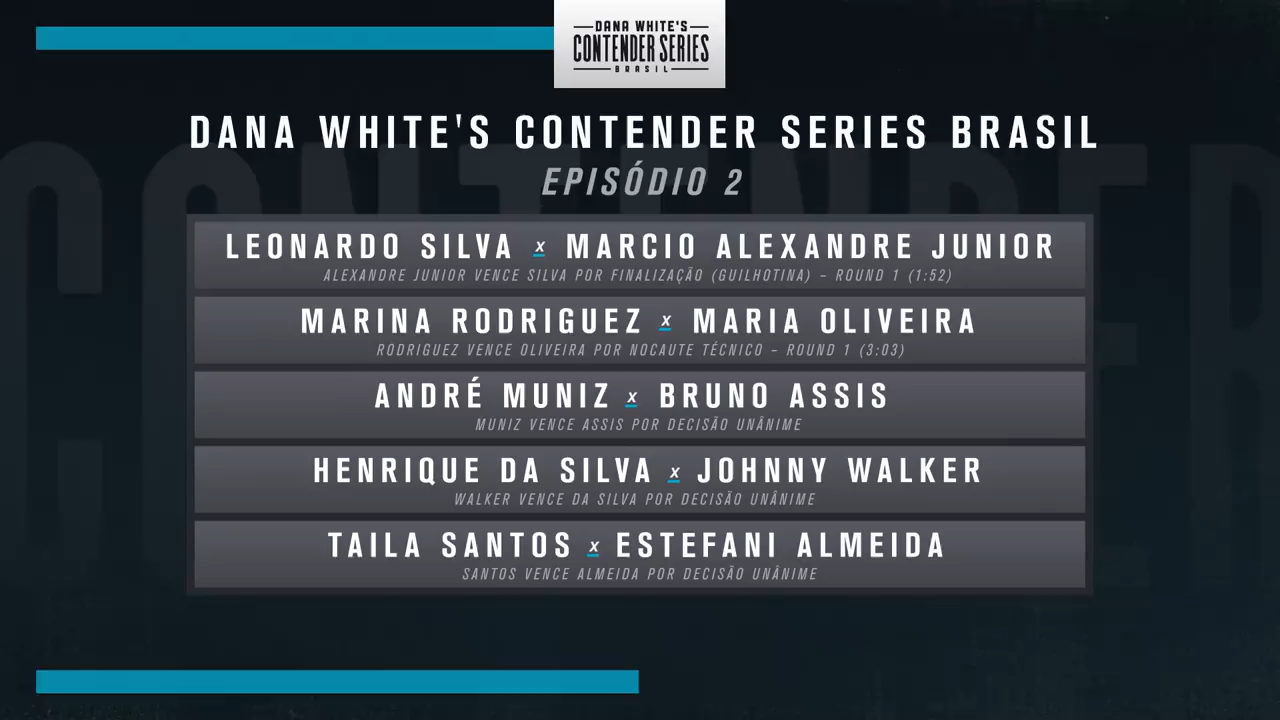 DANA WHITE'S
CONTENDER SERIES
BRASIL
DANA WHITE'S CONTENDER SERIES BRASIL
EPISÓDIO 2
LEONARDO SILVA x MARCIO ALEXANDRE JUNIOR
ALEXANDRE JUNIOR VENCE SILVA POR FINALIZAÇÃO (GUILHOTINA) – ROUND 1 (1:52)
MARINA RODRIGUEZ x MARIA OLIVEIRA
RODRIGUEZ VENCE OLIVEIRA POR NOCAUTE TÉCNICO – ROUND 1 (3:03)
ANDRÉ MUNIZ x BRUNO ASSIS
MUNIZ VENCE ASSIS POR DECISÃO UNÂNIME
HENRIQUE DA SILVA x JOHNNY WALKER
WALKER VENCE DA SILVA POR DECISÃO UNÂNIME
TAILA SANTOS x ESTEFANI ALMEIDA
SANTOS VENCE ALMEIDA POR DECISÃO UNÂNIME
CONTENDER